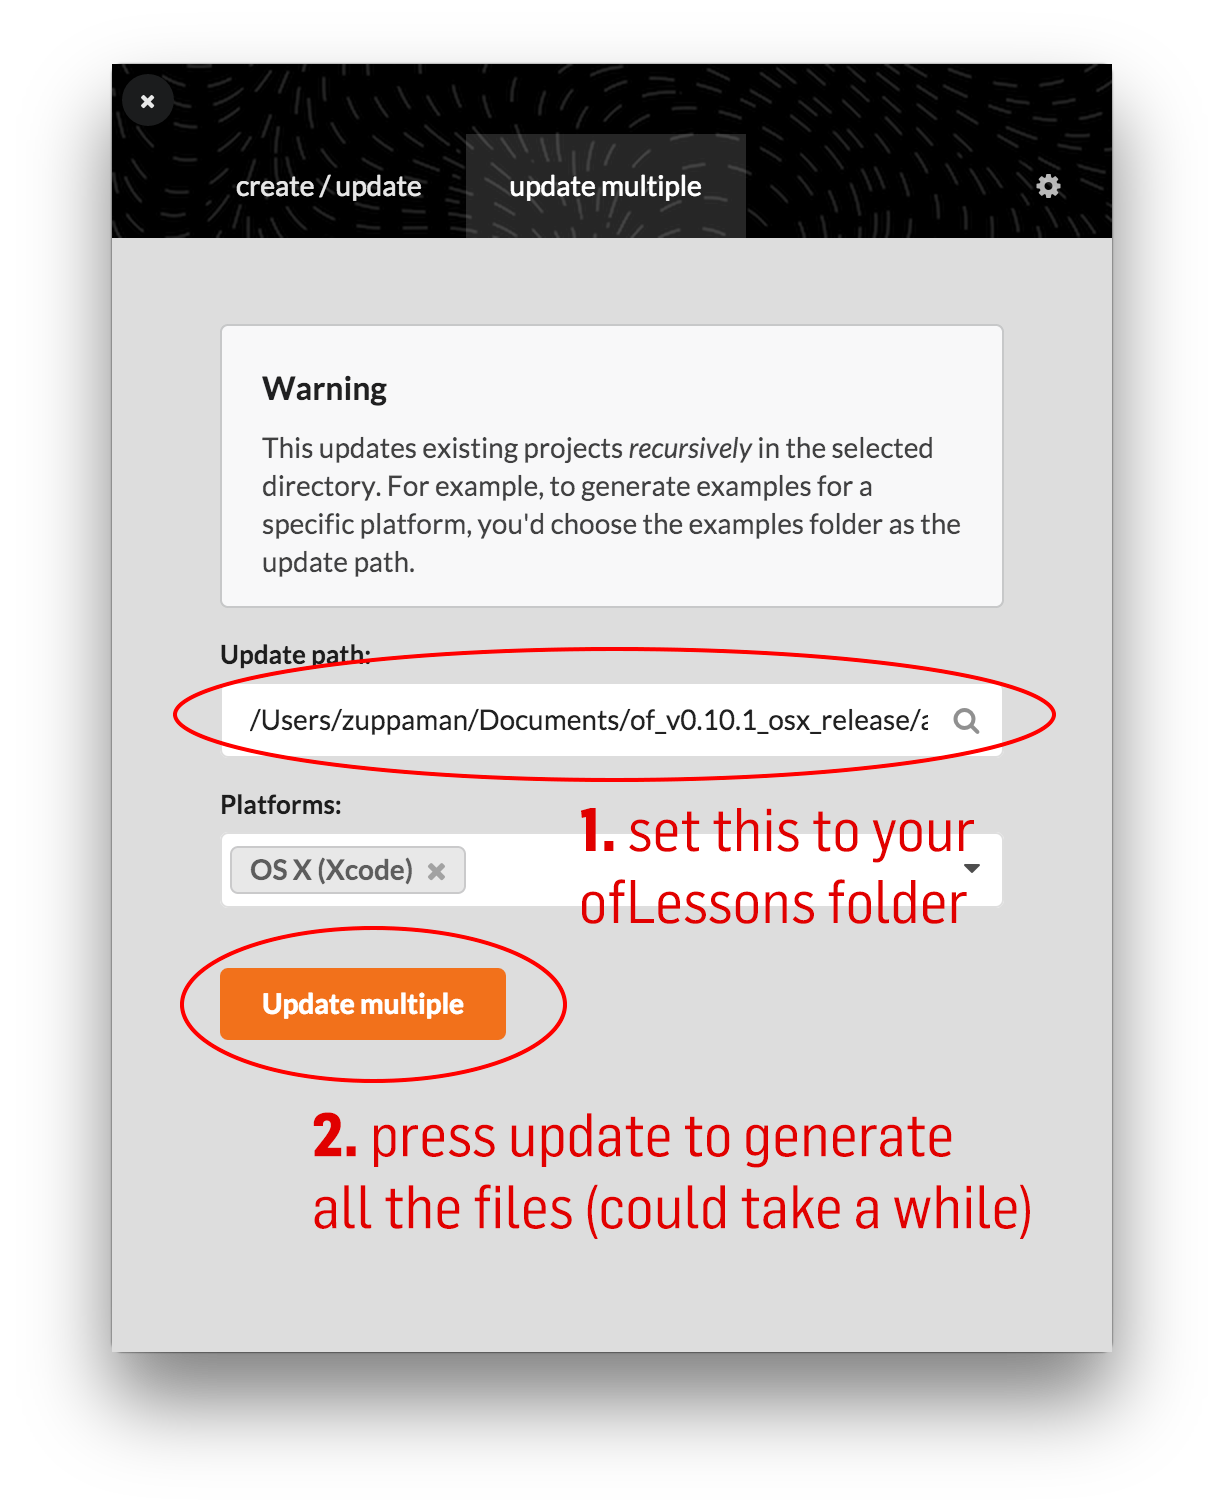 create / update
update multiple
Warning
This updates existing projects recursively in the selected
directory. For example, to generate examples for a
specific platform, you'd choose the examples folder as the
update path.
Update path:
/Users/zuppaman/Documents/of_v0.10.1_osx_release/a
Platforms:
OS X (Xcode)
1. set this to your
ofLessons folder
Update multiple
2. press update to generate
all the files (could take a while)